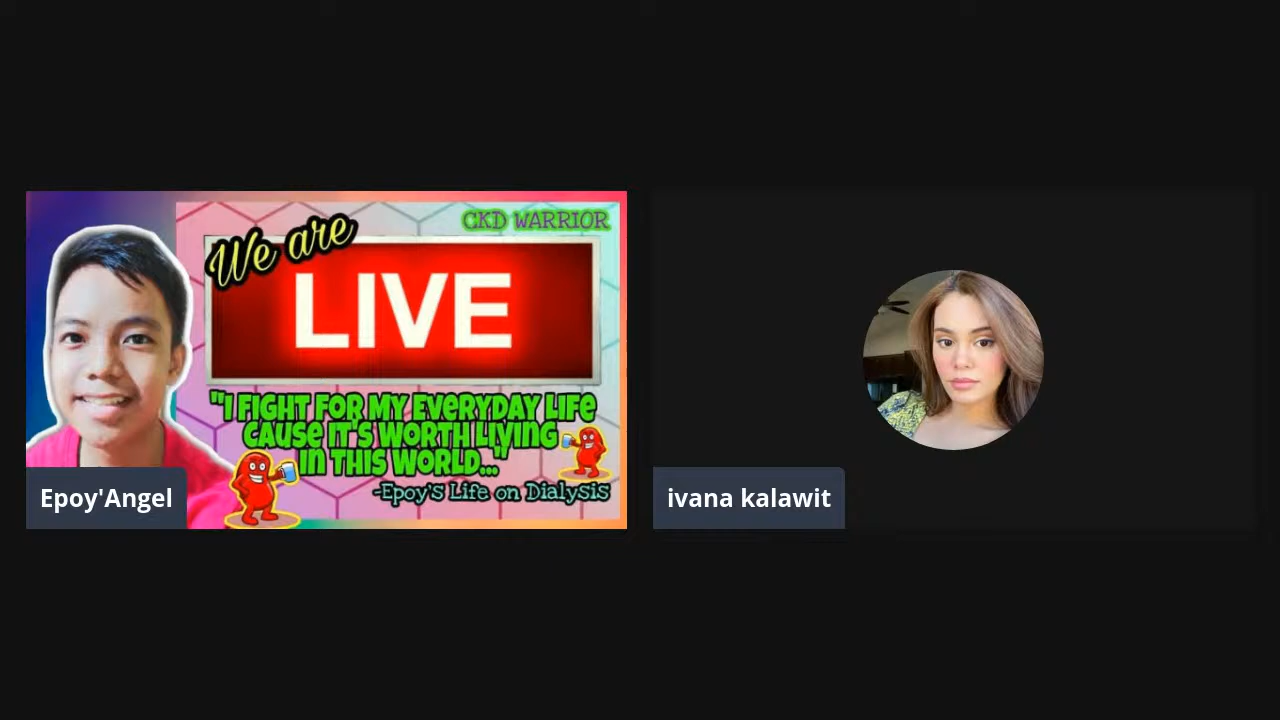 We are
CKD WARRIOR
LIVE
"I FIGHT FOR MY EVERYDAY LIFE
CAUSE IT'S WORTH LIVING
IN THIS WORLD..."
-Epoy's Life on Dialysis
Epoy'Angel
ivana kalawit